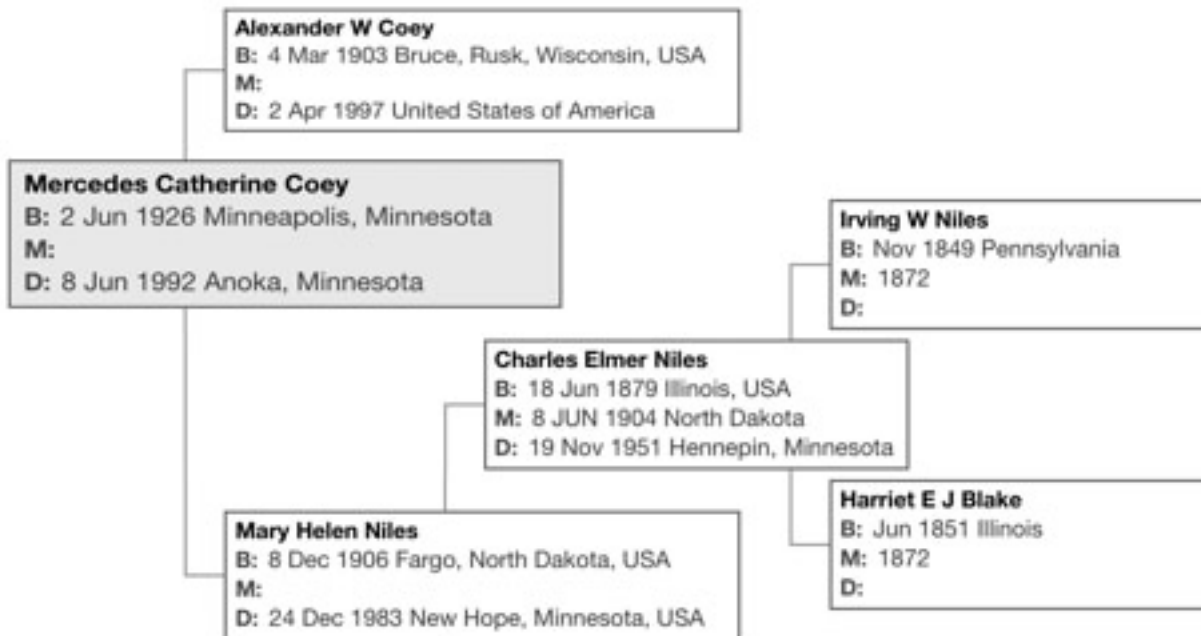 Alexander W Coey
B: 4 Mar 1903 Bruce, Rusk, Wisconsin, USA
M:
D: 2 Apr 1997 United States of America
Mercedes Catherine Coey
B: 2 Jun 1926 Minneapolis, Minnesota
M:
D: 8 Jun 1992 Anoka, Minnesota
Irving W Niles
B: Nov 1849 Pennsylvania
M: 1872
D:
Charles Elmer Niles
B: 18 Jun 1879 Illinois, USA
M: 8 JUN 1904 North Dakota
D: 19 Nov 1951 Hennepin, Minnesota
Harriet E J Blake
B: Jun 1851 Illinois
M: 1872
D:
Mary Helen Niles
B: 8 Dec 1906 Fargo, North Dakota, USA
M:
D: 24 Dec 1983 New Hope, Minnesota, USA